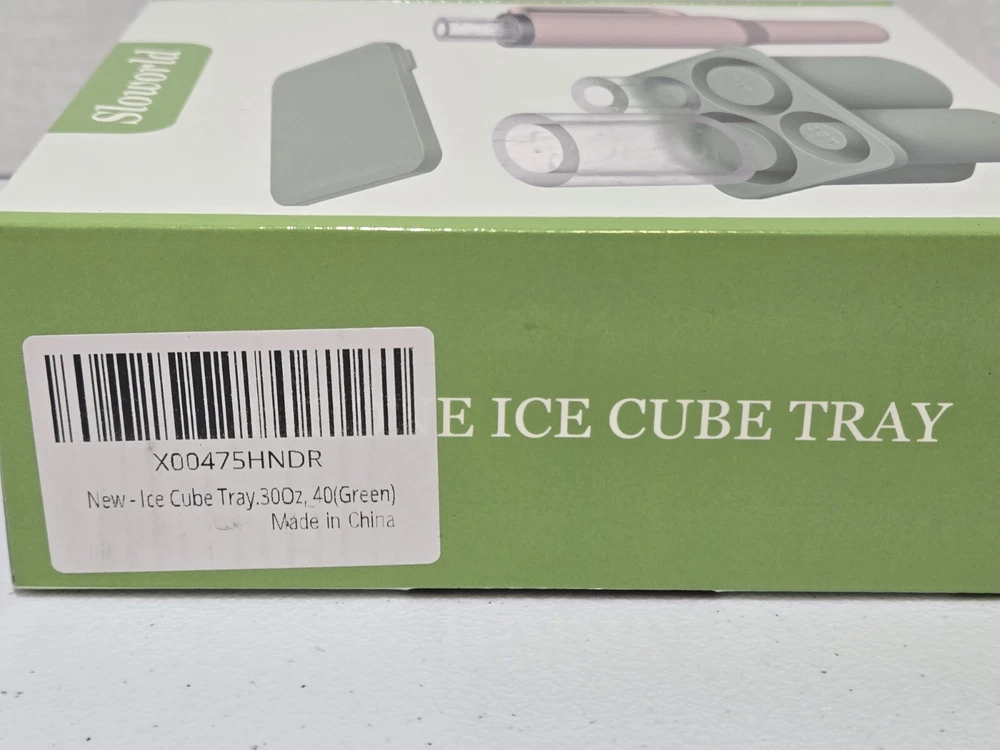 Sloworld
E ICE CUBE TRAY
X00475HNDR
New - Ice Cube Tray.30Oz, 40(Green)
Made in China